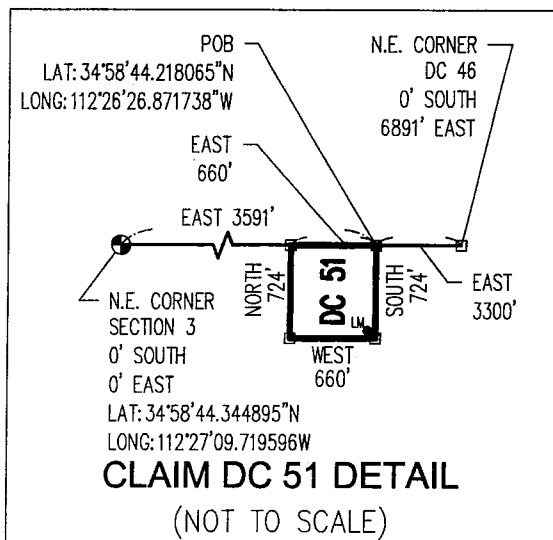 POB
LAT: 34°58'44.218065"N
LONG: 112°26'26.871738"W
N.E. CORNER
DC 46
0' SOUTH
6891' EAST
EAST
660'
EAST 3591'
NORTH
724'
DC 51
LM
SOUTH
724'
EAST
3300'
WEST
660'
N.E. CORNER
SECTION 3
0' SOUTH
0' EAST
LAT: 34°58'44.344895"N
LONG: 112°27'09.719596W
CLAIM DC 51 DETAIL
(NOT TO SCALE)